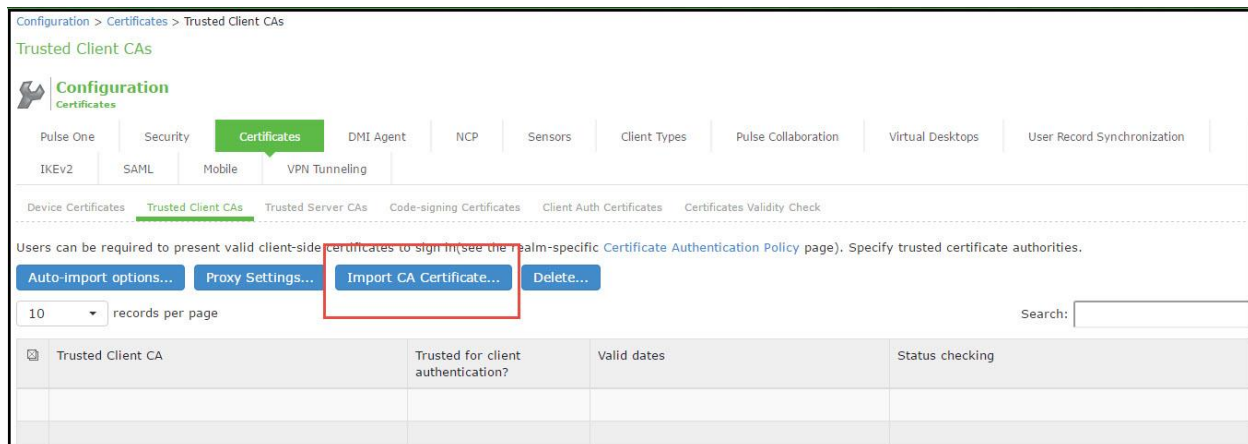 Configuration > Certificates > Trusted Client CAs
Trusted Client CAs
Configuration
Certificates
Pulse One Security Certificates DMI Agent NCP Sensors Client Types Pulse Collaboration Virtual Desktops User Record Synchronization
IKEv2 SAML Mobile VPN Tunneling
Device Certificates Trusted Client CAs Trusted Server CAs Code-signing Certificates Client Auth Certificates Certificates Validity Check
Users can be required to present valid client-side certificates to sign in(see the realm-specific Certificate Authentication Policy page). Specify trusted certificate authorities.
Auto-import options... Proxy Settings... Import CA Certificate... Delete...
10 records per page Search:
Trusted Client CA Trusted for client Valid dates Status checking
authentication?